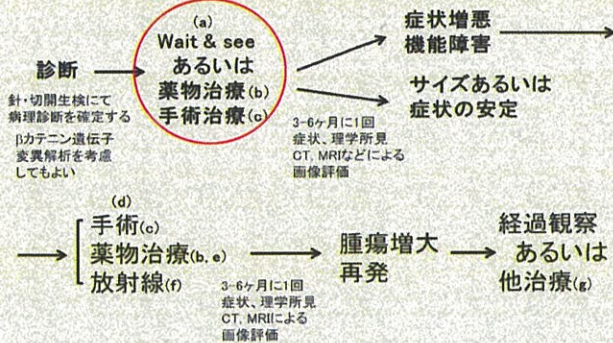 (a)
Wait & see
あるいは
薬物治療(b)
手術治療(c)
診断
針・切開生検にて
病理診断を確定する
βカテニン遺伝子
変異解析を考慮
してもよい
症状増悪
機能障害
サイズあるいは
症状の安定
3-6ヶ月に1回
症状、理学所見
CT, MRIなどによる
画像評価
(d)
手術(c)
薬物治療(b, e)
放射線(f)
3-6ヶ月に1回
症状、理学所見
CT, MRIによる
画像評価
腫瘍増大
再発
経過観察
あるいは
他治療(g)